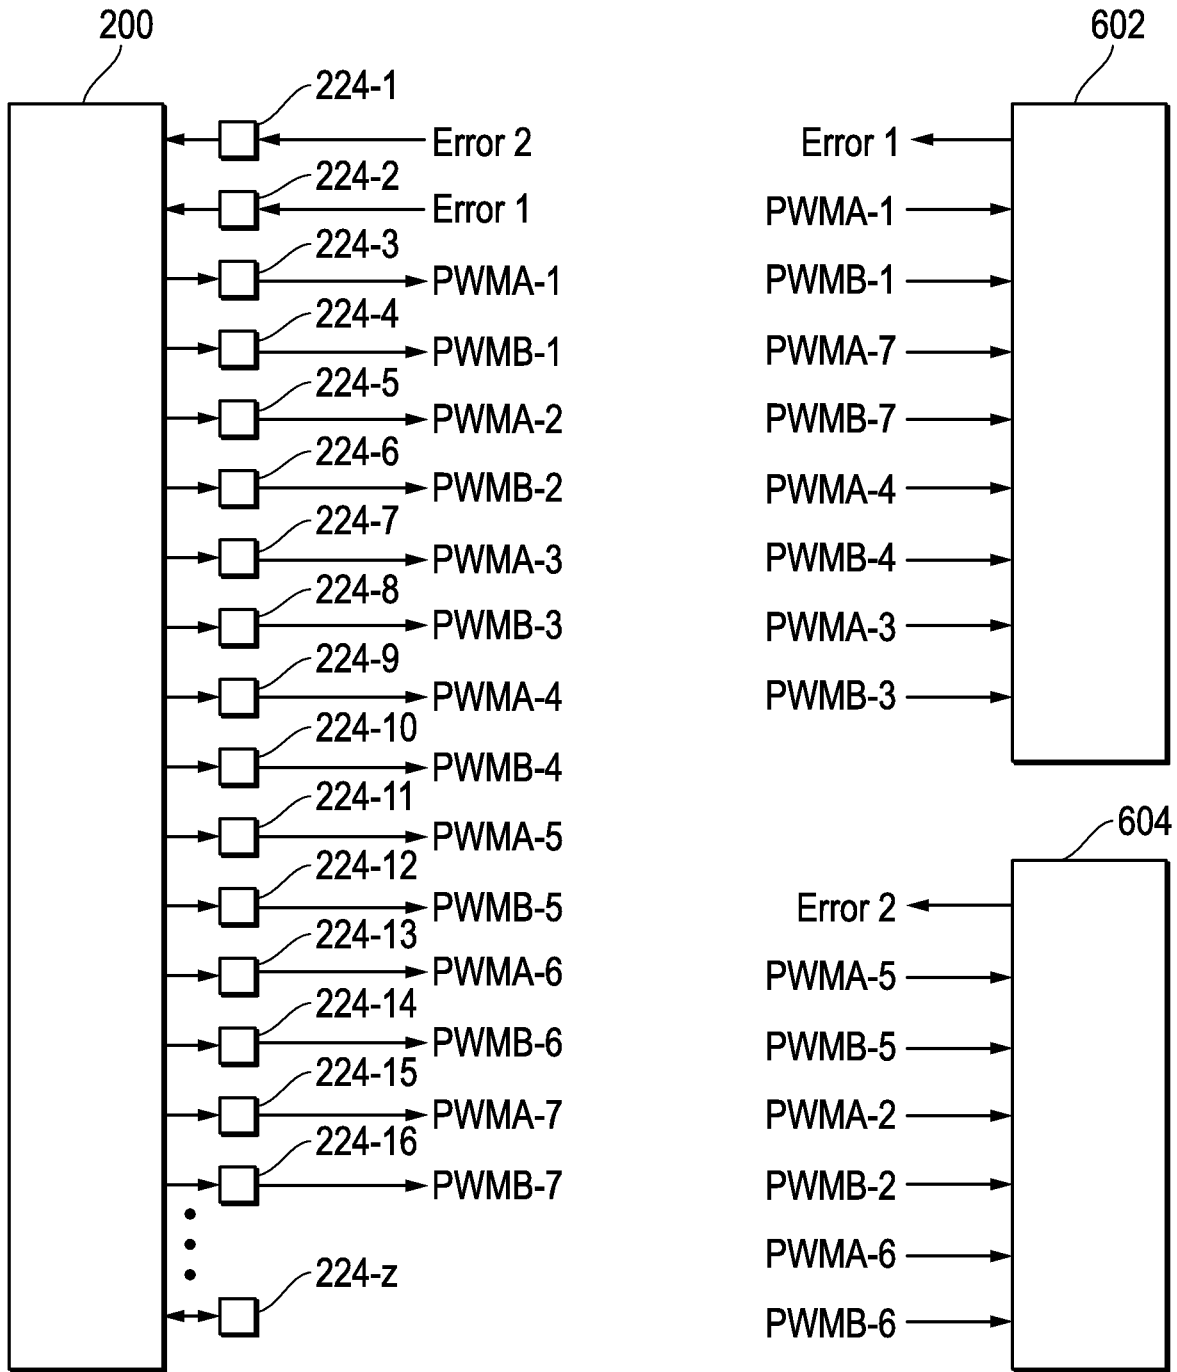 200
224-1
Error 2
224-2
Error 1
224-3
PWMA-1
224-4
PWMB-1
224-5
PWMA-2
224-6
PWMB-2
224-7
PWMA-3
224-8
PWMB-3
224-9
PWMA-4
224-10
PWMB-4
224-11
PWMA-5
224-12
PWMB-5
224-13
PWMA-6
224-14
PWMB-6
224-15
PWMA-7
224-16
PWMB-7
224-z
602
Error 1
PWMA-1
PWMB-1
PWMA-7
PWMB-7
PWMA-4
PWMB-4
PWMA-3
PWMB-3
604
Error 2
PWMA-5
PWMB-5
PWMA-2
PWMB-2
PWMA-6
PWMB-6